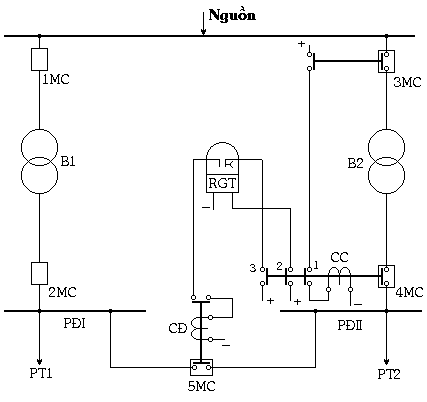 Nguồn
+
1MC
3MC
B1
B2
RGT
–
3
2
1
CC
+
+
–
2MC
4MC
PĐI
CĐ
–
PĐII
PT1
5MC
PT2